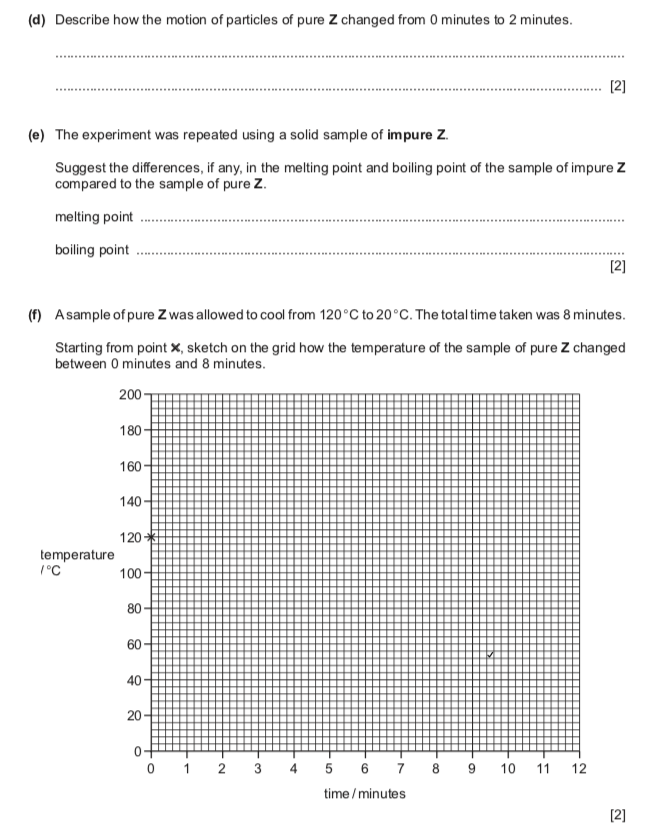 (d) Describe how the motion of particles of pure Z changed from 0 minutes to 2 minutes.
[2]
(e) The experiment was repeated using a solid sample of impure Z.
Suggest the differences, if any, in the melting point and boiling point of the sample of impure Z
compared to the sample of pure Z.
melting point
boiling point
[2]
(f) A sample of pure Z was allowed to cool from 120 °C to 20 °C. The total time taken was 8 minutes.
Starting from point ×, sketch on the grid how the temperature of the sample of pure Z changed
between 0 minutes and 8 minutes.
200
180
160
140
120
temperature
/ °C
100
80
60
40
20
0
0 1 2 3 4 5 6 7 8 9 10 11 12
time / minutes
[2]